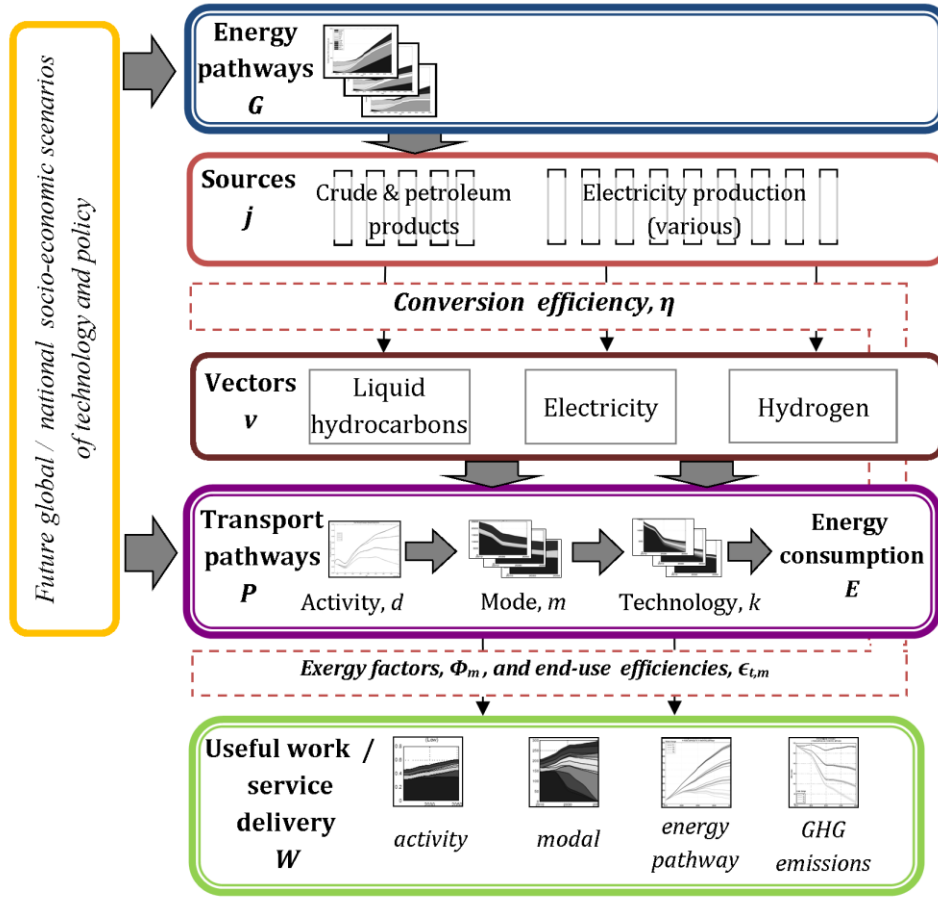 Future global / national socio-economic scenarios
of technology and policy
Energy
pathways
G
Sources
j
Crude & petroleum
products
Electricity production
(various)
Conversion efficiency, η
Vectors
v
Liquid
hydrocarbons
Electricity
Hydrogen
Transport
pathways
P
Activity, d
Mode, m
Technology, k
Energy
consumption
E
Exergy factors, Φm, and end-use efficiencies, ϵt,m
Useful work /
service
delivery
W
activity
modal
energy
pathway
GHG
emissions